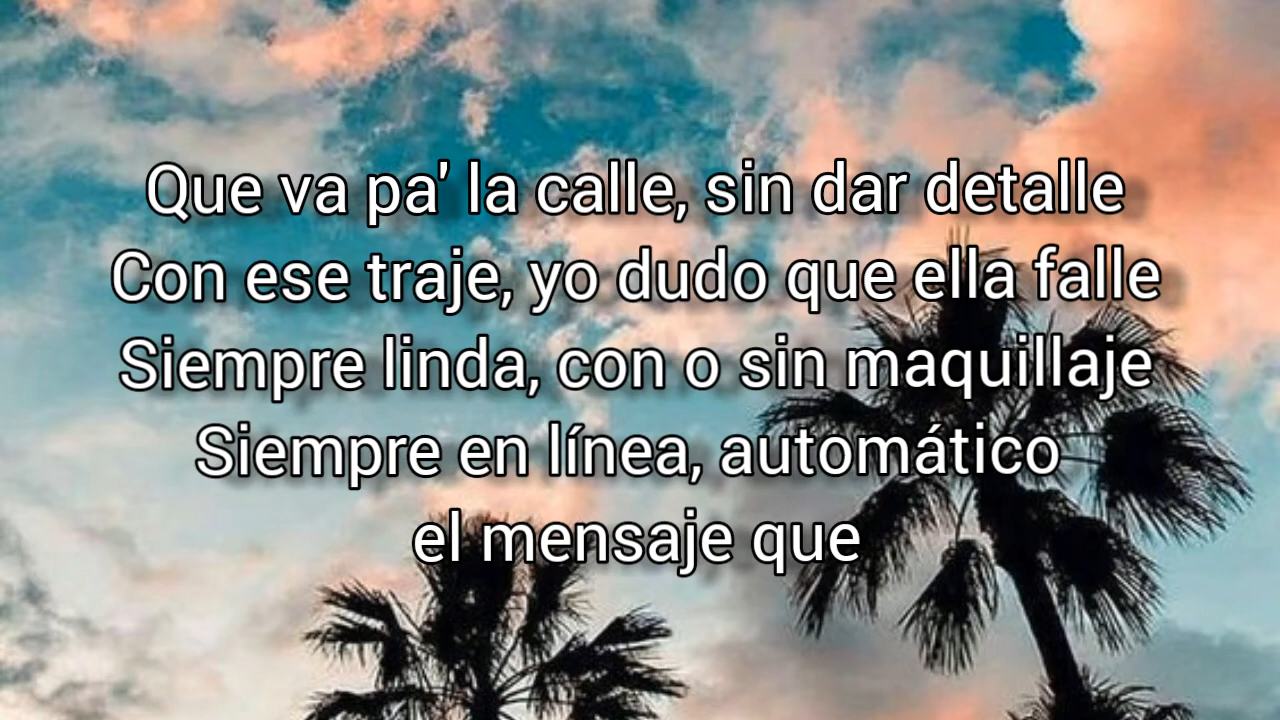 Que va pa' la calle, sin dar detalle
Con ese traje, yo dudo que ella falle
Siempre linda, con o sin maquillaje
Siempre en línea, automático
el mensaje que